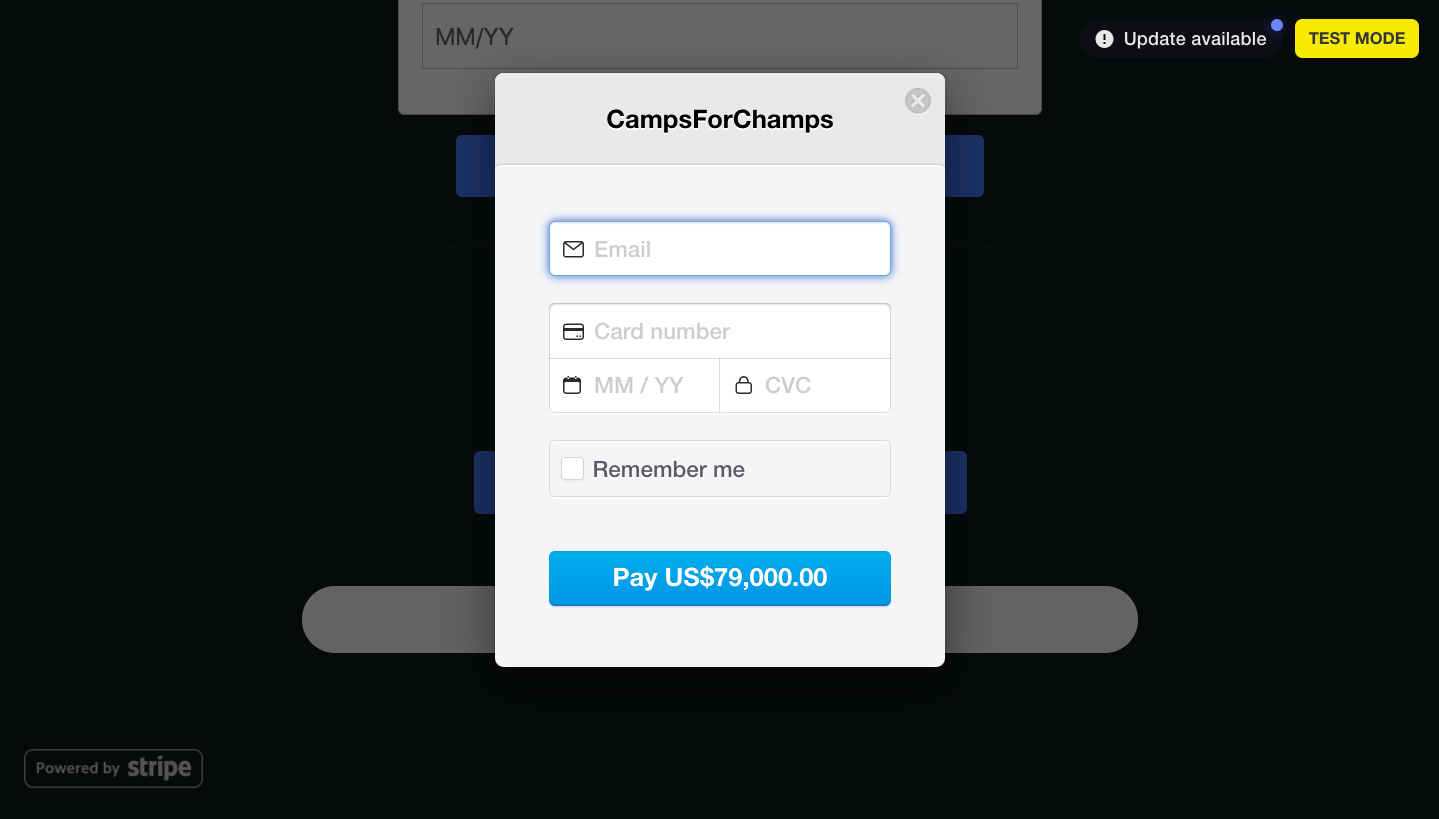 MM/YY
Update available
TEST MODE
CampsForChamps
Email
Card number
MM / YY
CVC
Remember me
Pay US$79,000.00
Powered by stripe